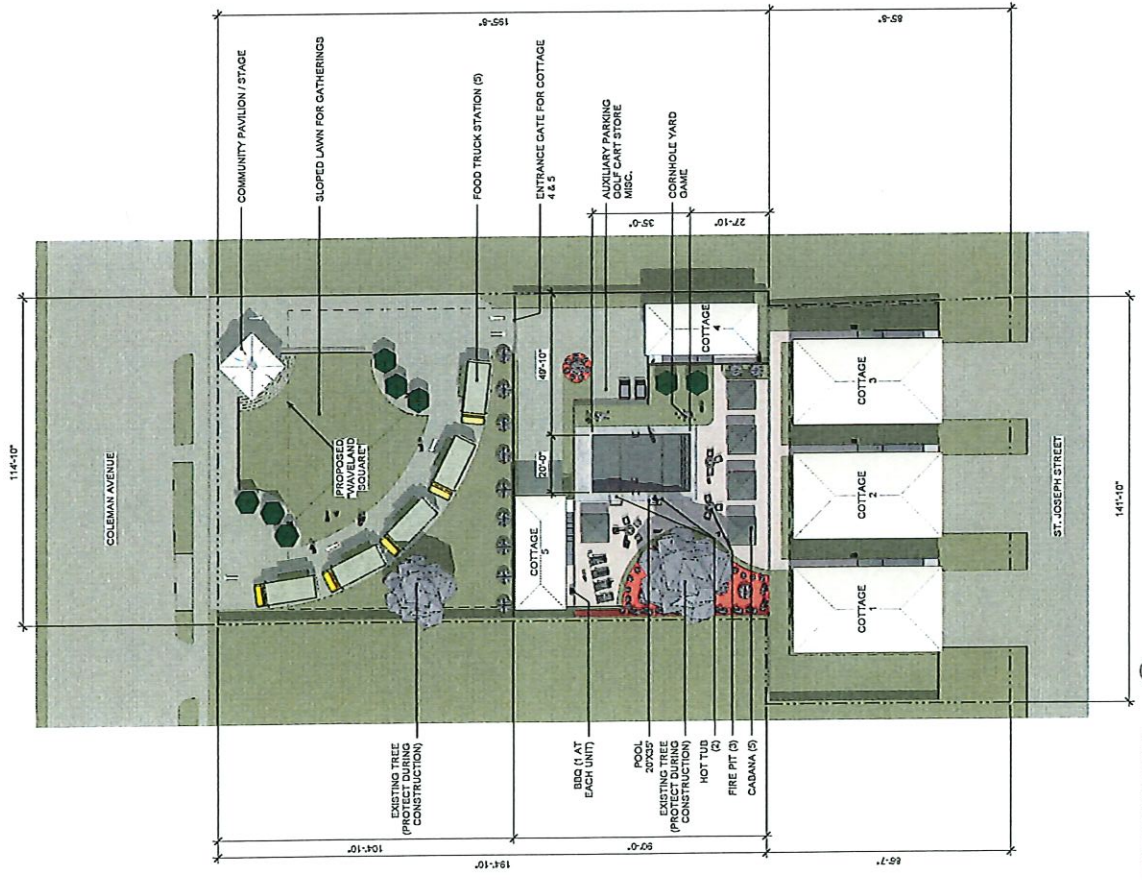 114'-10"
COLEMAN AVENUE
195'-8"
85'-8"
COMMUNITY PAVILION / STAGE
SLOPED LAWN FOR GATHERINGS
FOOD TRUCK STATION (5)
ENTRANCE GATE FOR COTTAGE
4 & 5
AUXILIARY PARKING
GOLF CART STORE
MISC.
CORNHOLE YARD
GAME
35'-0"
27'-10"
PROPOSED
"WAVELAND
SQUARE"
49'-10"
20'-0"
COTTAGE
5
COTTAGE
4
COTTAGE
3
COTTAGE
2
COTTAGE
1
ST. JOSEPH STREET
141'-10"
EXISTING TREE
(PROTECT DURING
CONSTRUCTION)
BBQ (1 AT
EACH UNIT)
POOL
20'X35'
EXISTING TREE
(PROTECT DURING
CONSTRUCTION)
HOT TUB
(2)
FIRE PIT (3)
CABANA (5)
104'-10"
90'-0"
194'-10"
86'-7"